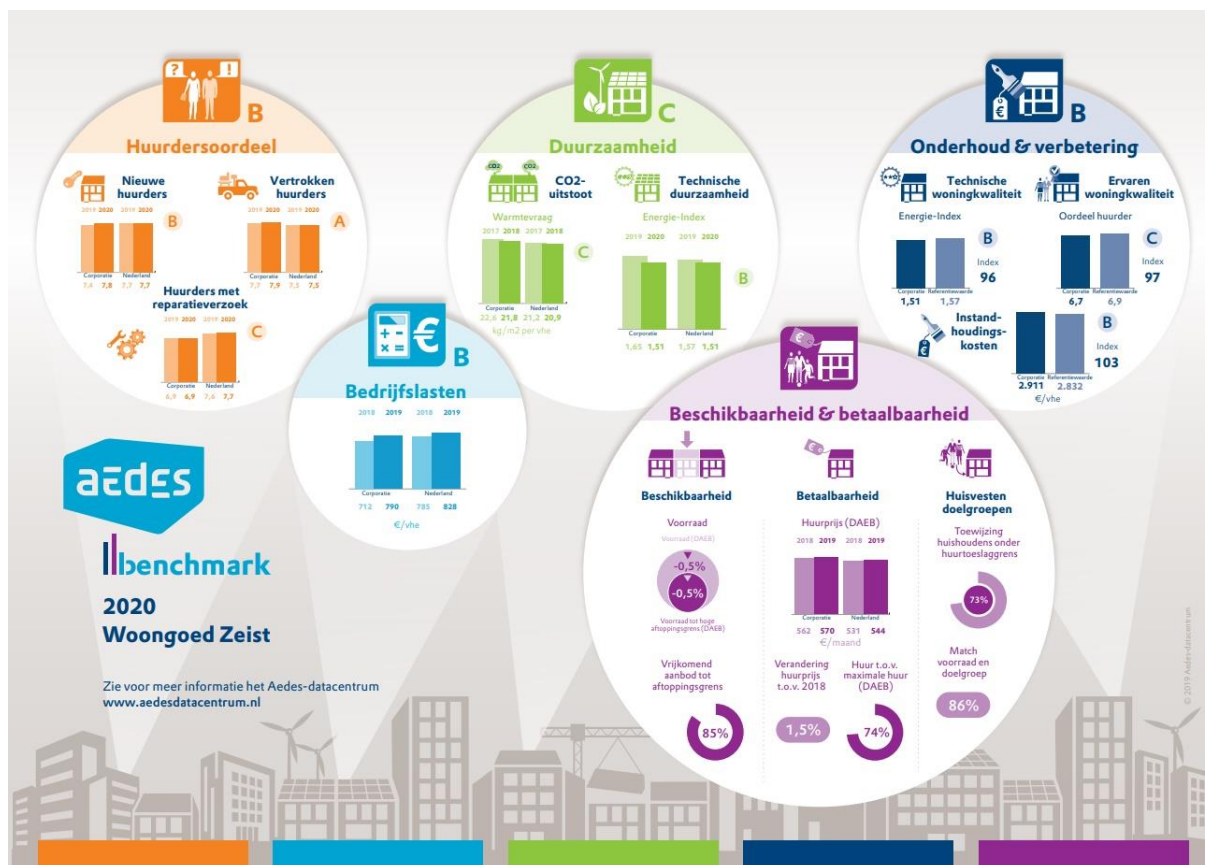 ? !
B
Huurdersoordeel
Nieuwe
huurders
2019 2020 2019 2020
B
Corporatie Nederland
7,4 7,8 7,7 7,7
Vertrokken
huurders
2019 2020 2019 2020
A
Corporatie Nederland
7,7 7,9 7,5 7,5
Huurders met
reparatieverzoek
2019 2020 2019 2020
C
Corporatie Nederland
6,9 6,9 7,6 7,7
€
B
Bedrijfslasten
2018 2019 2018 2019
Corporatie Nederland
712 790 785 828
€/vhe
C
Duurzaamheid
CO2 CO2
CO2-
uitstoot
Warmtevraag
2017 2018 2017 2018
C
Corporatie Nederland
22,6 21,8 21,2 20,9
kg/m2 per vhe
Technische
duurzaamheid
Energie-Index
2019 2020 2019 2020
B
Corporatie Nederland
1,65 1,51 1,57 1,51
€
B
Onderhoud & verbetering
Technische
woningkwaliteit
Energie-Index
B
Index
96
Corporatie Referentiewaarde
1,51 1,57
Ervaren
woningkwaliteit
Oordeel huurder
C
Index
97
Corporatie Referentiewaarde
6,7 6,9
€
Instand-
houdings-
kosten
B
Index
103
Corporatie Referentiewaarde
2.911 2.832
€/vhe
€
Beschikbaarheid & betaalbaarheid
Beschikbaarheid
Voorraad
Voorraad (DAEB)
-0,5%
-0,5%
Voorraad tot hoge
aftoppingsgrens (DAEB)
Vrijkomend
aanbod tot
aftoppingsgrens
85%
€
Betaalbaarheid
Huurprijs (DAEB)
2018 2019 2018 2019
Corporatie Nederland
562 570 531 544
€/maand
Verandering
huurprijs
t.o.v. 2018
1,5%
Huur t.o.v.
maximale huur
(DAEB)
74%
Huisvesten
doelgroepen
Toewijzing
huishoudens onder
huurtoeslaggrens
73%
Match
voorraad en
doelgroep
86%
aedes
benchmark
2020
Woongoed Zeist
Zie voor meer informatie het Aedes-datacentrum
www.aedesdatacentrum.nl
© 2019 Aedes-datacentrum